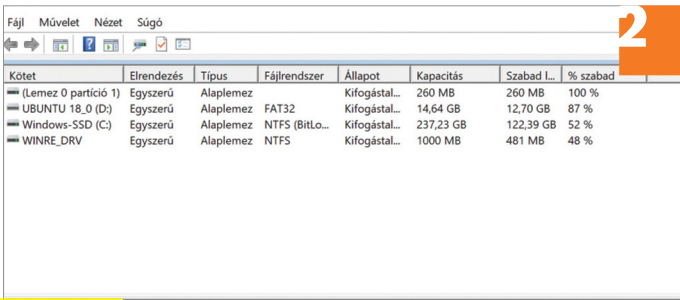 Fájl Művelet Nézet Súgó
2
Kötet Elrendezés Típus Fájlrendszer Állapot Kapacitás Szabad l... % szabad
(Lemez 0 partíció 1) Egyszerű Alaplemez Kifogástal... 260 MB 260 MB 100 %
UBUNTU 18_0 (D:) Egyszerű Alaplemez FAT32 Kifogástal... 14,64 GB 12,70 GB 87 %
Windows-SSD (C:) Egyszerű Alaplemez NTFS (BitLo... Kifogástal... 237,23 GB 122,39 GB 52 %
WINRE_DRV Egyszerű Alaplemez NTFS Kifogástal... 1000 MB 481 MB 48 %